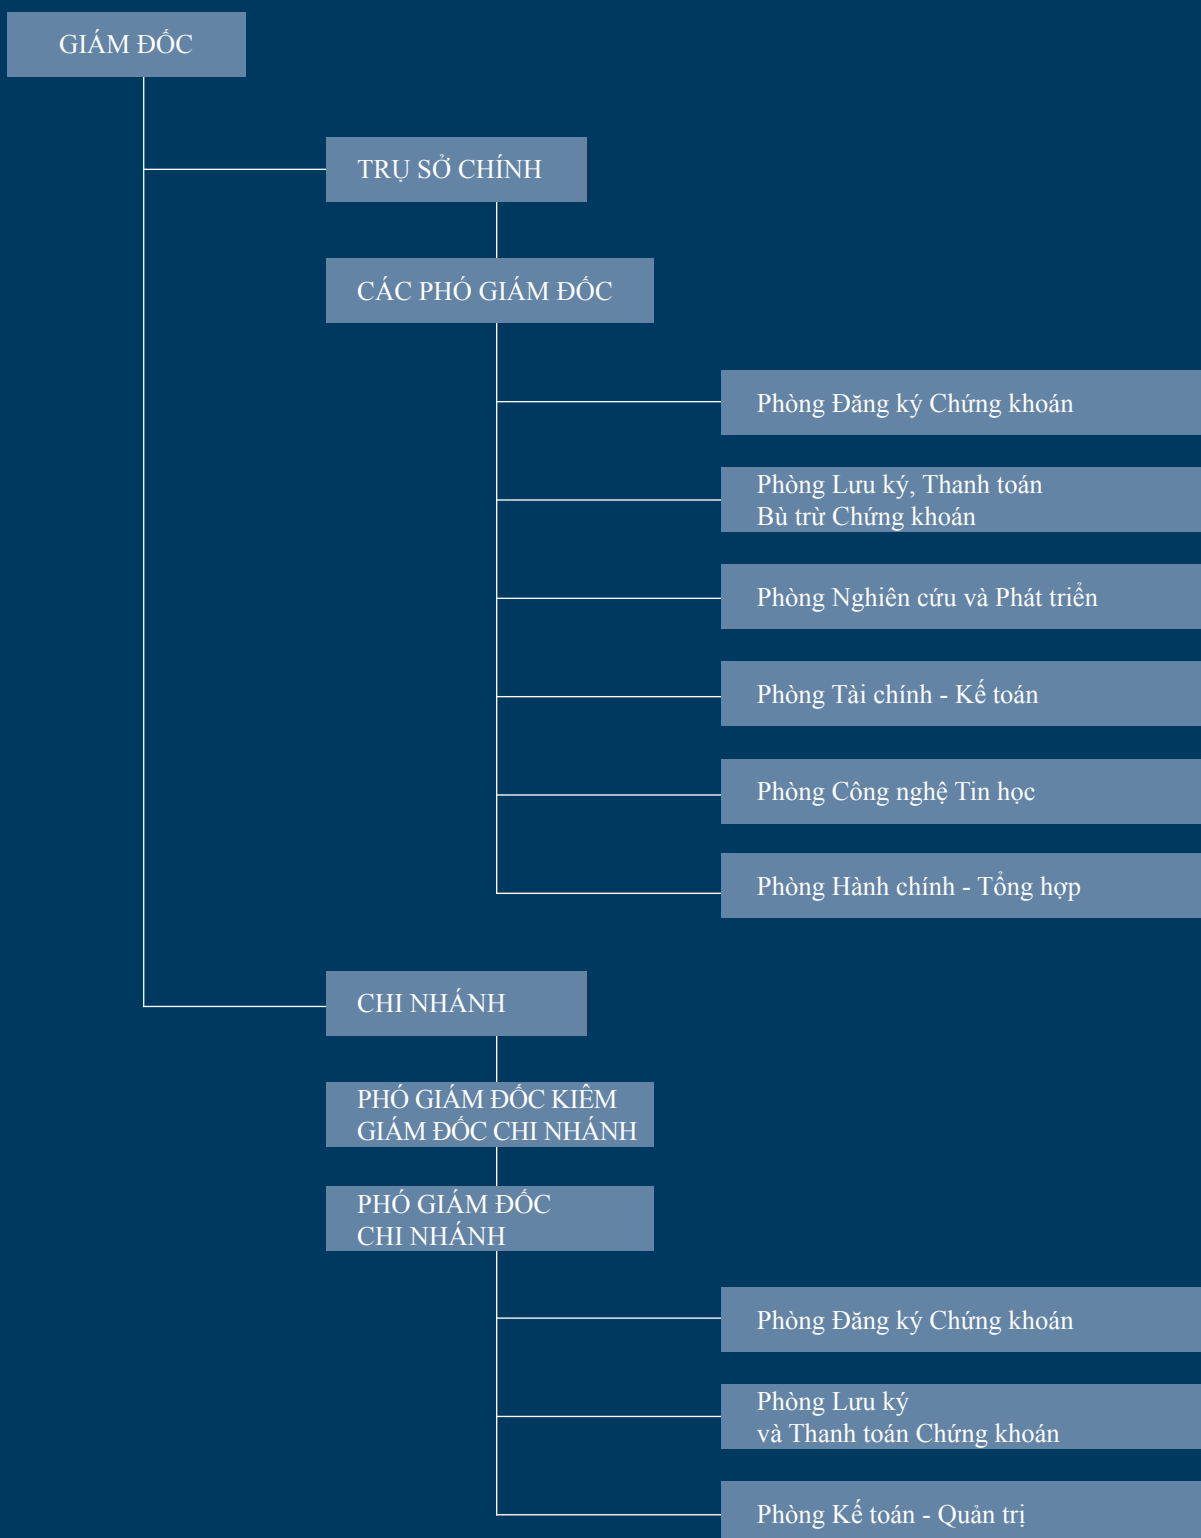 GIÁM ĐỐC
TRỤ SỞ CHÍNH
CÁC PHÓ GIÁM ĐỐC
Phòng Đăng ký Chứng khoán
Phòng Lưu ký, Thanh toán
Bù trừ Chứng khoán
Phòng Nghiên cứu và Phát triển
Phòng Tài chính - Kế toán
Phòng Công nghệ Tin học
Phòng Hành chính - Tổng hợp
CHI NHÁNH
PHÓ GIÁM ĐỐC KIÊM
GIÁM ĐỐC CHI NHÁNH
PHÓ GIÁM ĐỐC
CHI NHÁNH
Phòng Đăng ký Chứng khoán
Phòng Lưu ký
và Thanh toán Chứng khoán
Phòng Kế toán - Quản trị